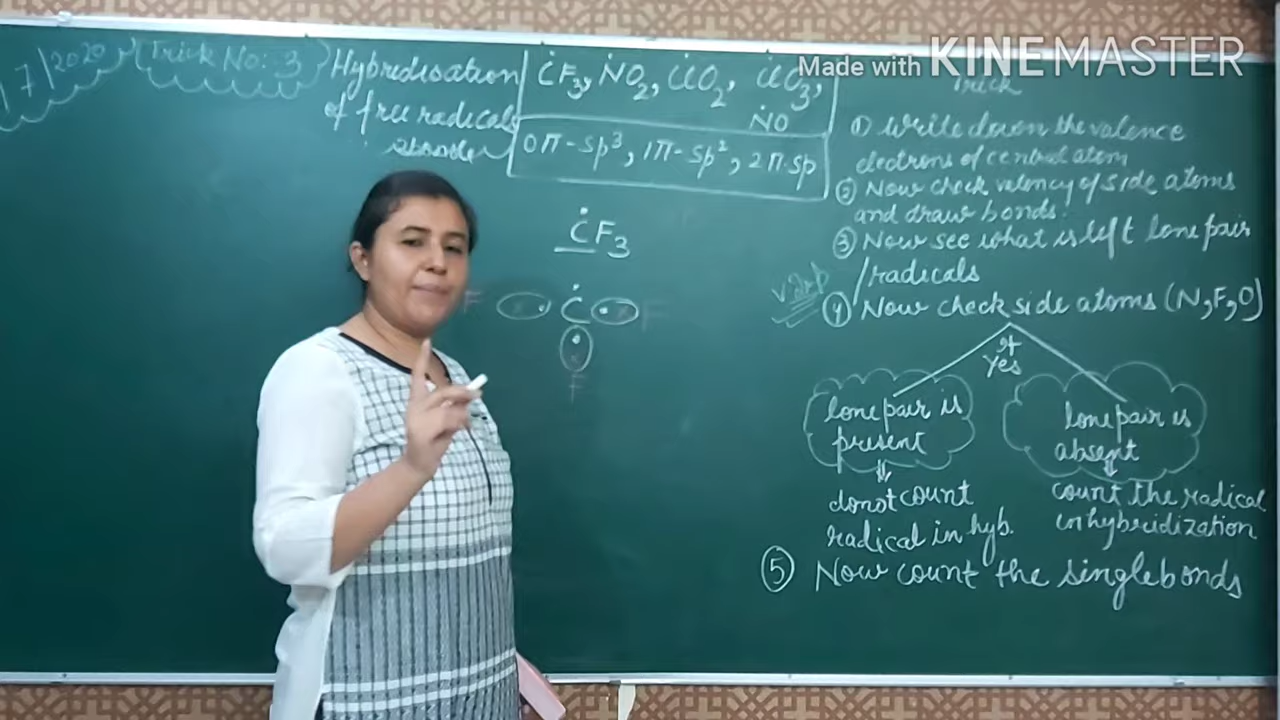 /7/2020
Trick No: 3
Hybridisation
of free radicals
ĊF3, ṄO2, ĊlO2, ĊlO3,
ṄO
0π-sp³, 1π-sp², 2π-sp
Made with KINEMASTER
Trick
1) Write down the valence
electrons of central atom
2) Now check valency of side atoms
and draw bonds.
3) Now see what is left lone pair
/radicals
v.Imp
4) Now check side atoms (N,F,O)
If
Yes
lone pair is
present
⇓
donot count
radical in hyb.
lone pair is
absent
⇓
count the radical
in hybridization
5) Now count the single bonds
ĊF3
F Ċ F
F